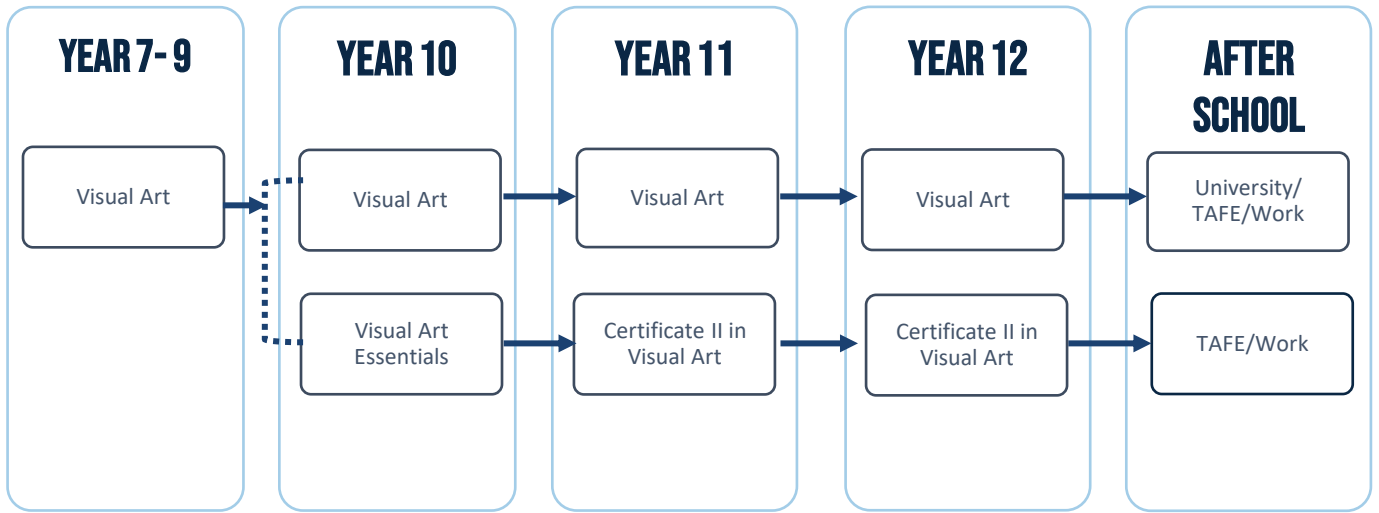 YEAR 7- 9
YEAR 10
YEAR 11
YEAR 12
AFTER
SCHOOL
Visual Art
Visual Art
Visual Art
Visual Art
University/
TAFE/Work
Visual Art
Essentials
Certificate II in
Visual Art
Certificate II in
Visual Art
TAFE/Work